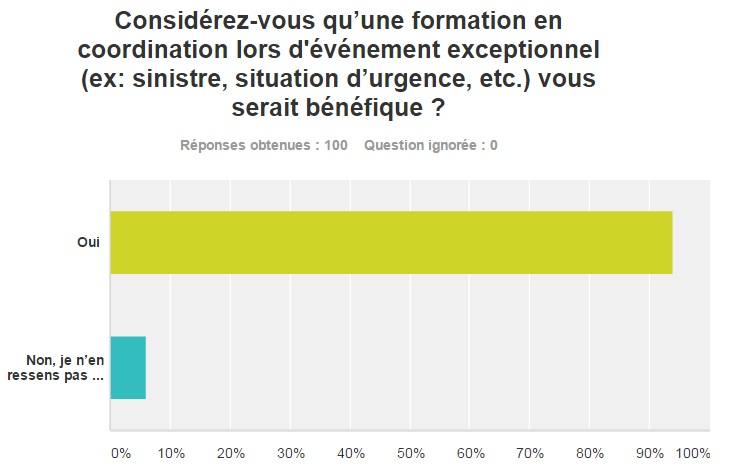 Considérez-vous qu’une formation en
coordination lors d'événement exceptionnel
(ex: sinistre, situation d’urgence, etc.) vous
serait bénéfique ?
Réponses obtenues : 100 Question ignorée : 0
Oui
Non, je n’en
ressens pas ...
0% 10% 20% 30% 40% 50% 60% 70% 80% 90% 100%